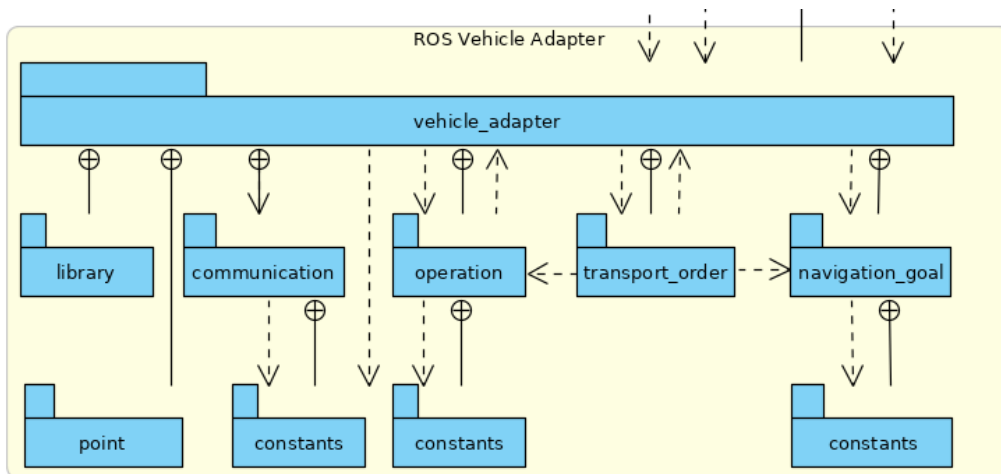 ROS Vehicle Adapter
vehicle_adapter
library
communication
operation
transport_order
navigation_goal
point
constants
constants
constants